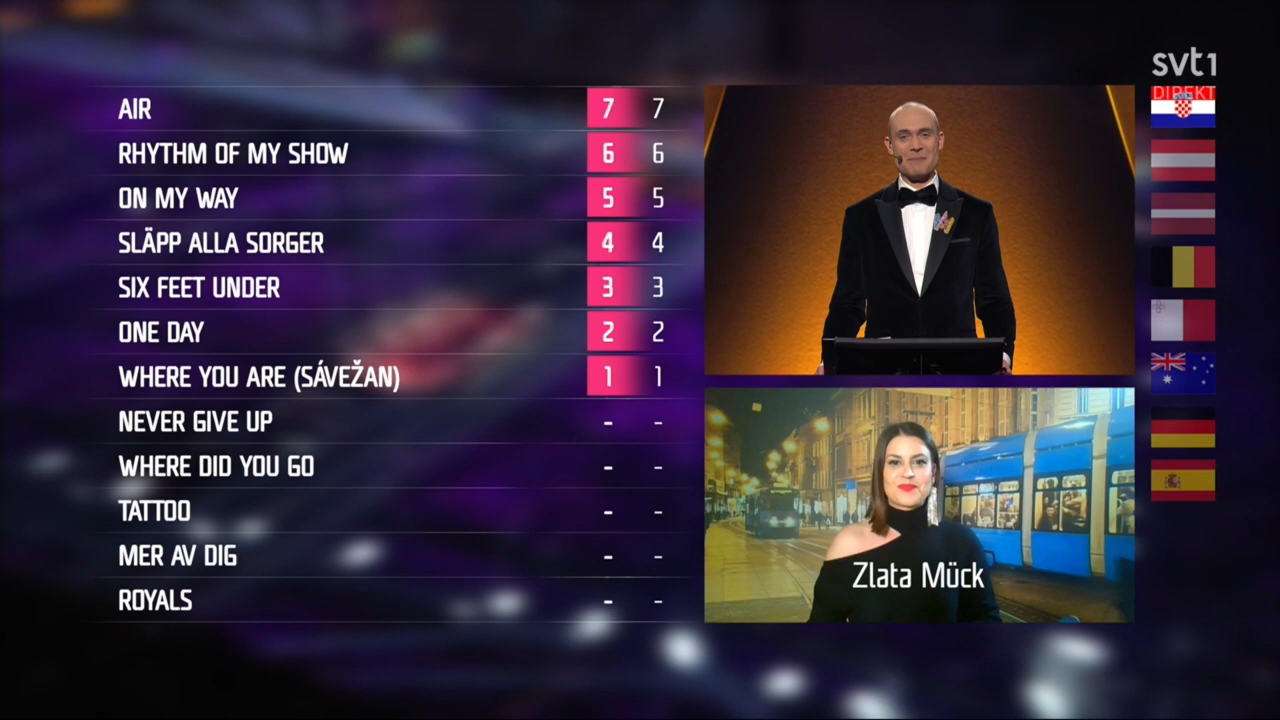 svt1
DIREKT
AIR 7 7
RHYTHM OF MY SHOW 6 6
ON MY WAY 5 5
SLÄPP ALLA SORGER 4 4
SIX FEET UNDER 3 3
ONE DAY 2 2
WHERE YOU ARE (SÁVEŽAN) 1 1
NEVER GIVE UP - -
WHERE DID YOU GO - -
TATTOO - -
MER AV DIG - -
ROYALS - -
Zlata Mück